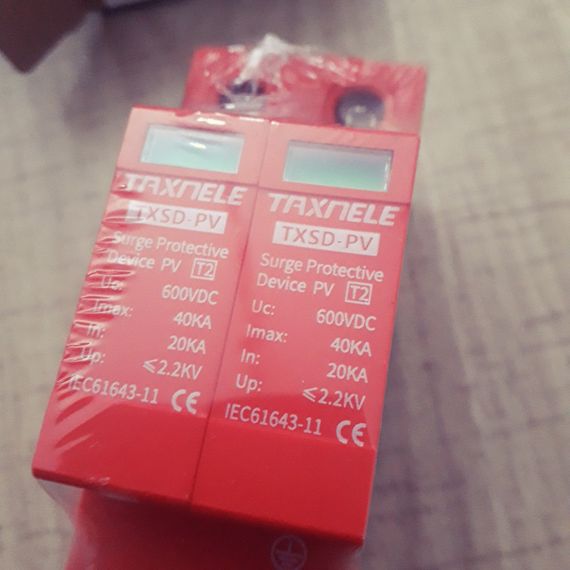 TAXNELE
TXSD-PV
Surge Protective
Device PV T2
Uc: 600VDC
Imax: 40KA
In: 20KA
Up: ≤2.2KV
IEC61643-11 CE
TAXNELE
TXSD-PV
Surge Protective
Device PV T2
Uc: 600VDC
Imax: 40KA
In: 20KA
Up: ≤2.2KV
IEC61643-11 CE